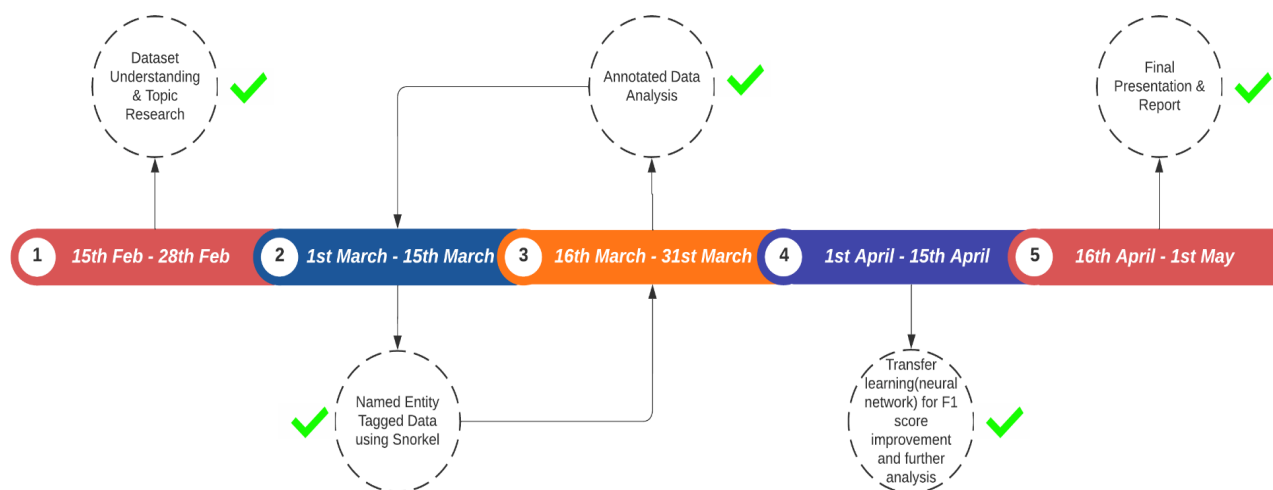 Dataset
Understanding
& Topic
Research
Annotated Data
Analysis
Final
Presentation &
Report
1 15th Feb - 28th Feb
2 1st March - 15th March
3 16th March - 31st March
4 1st April - 15th April
5 16th April - 1st May
Named Entity
Tagged Data
using Snorkel
Transfer
learning(neural
network) for F1
score
improvement
and further
analysis